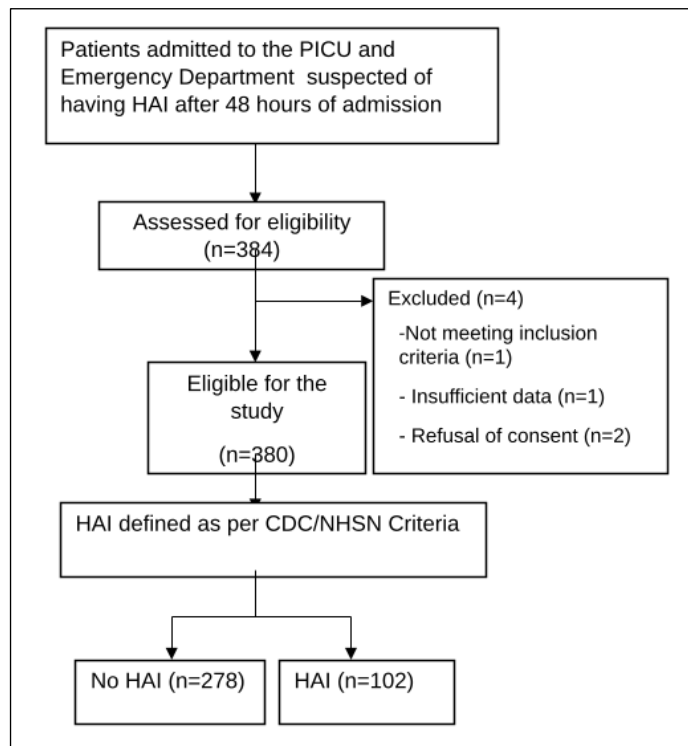 Patients admitted to the PICU and
Emergency Department suspected of
having HAI after 48 hours of admission
Assessed for eligibility
(n=384)
Excluded (n=4)
-Not meeting inclusion
criteria (n=1)
- Insufficient data (n=1)
- Refusal of consent (n=2)
Eligible for the
study
(n=380)
HAI defined as per CDC/NHSN Criteria
No HAI (n=278)
HAI (n=102)